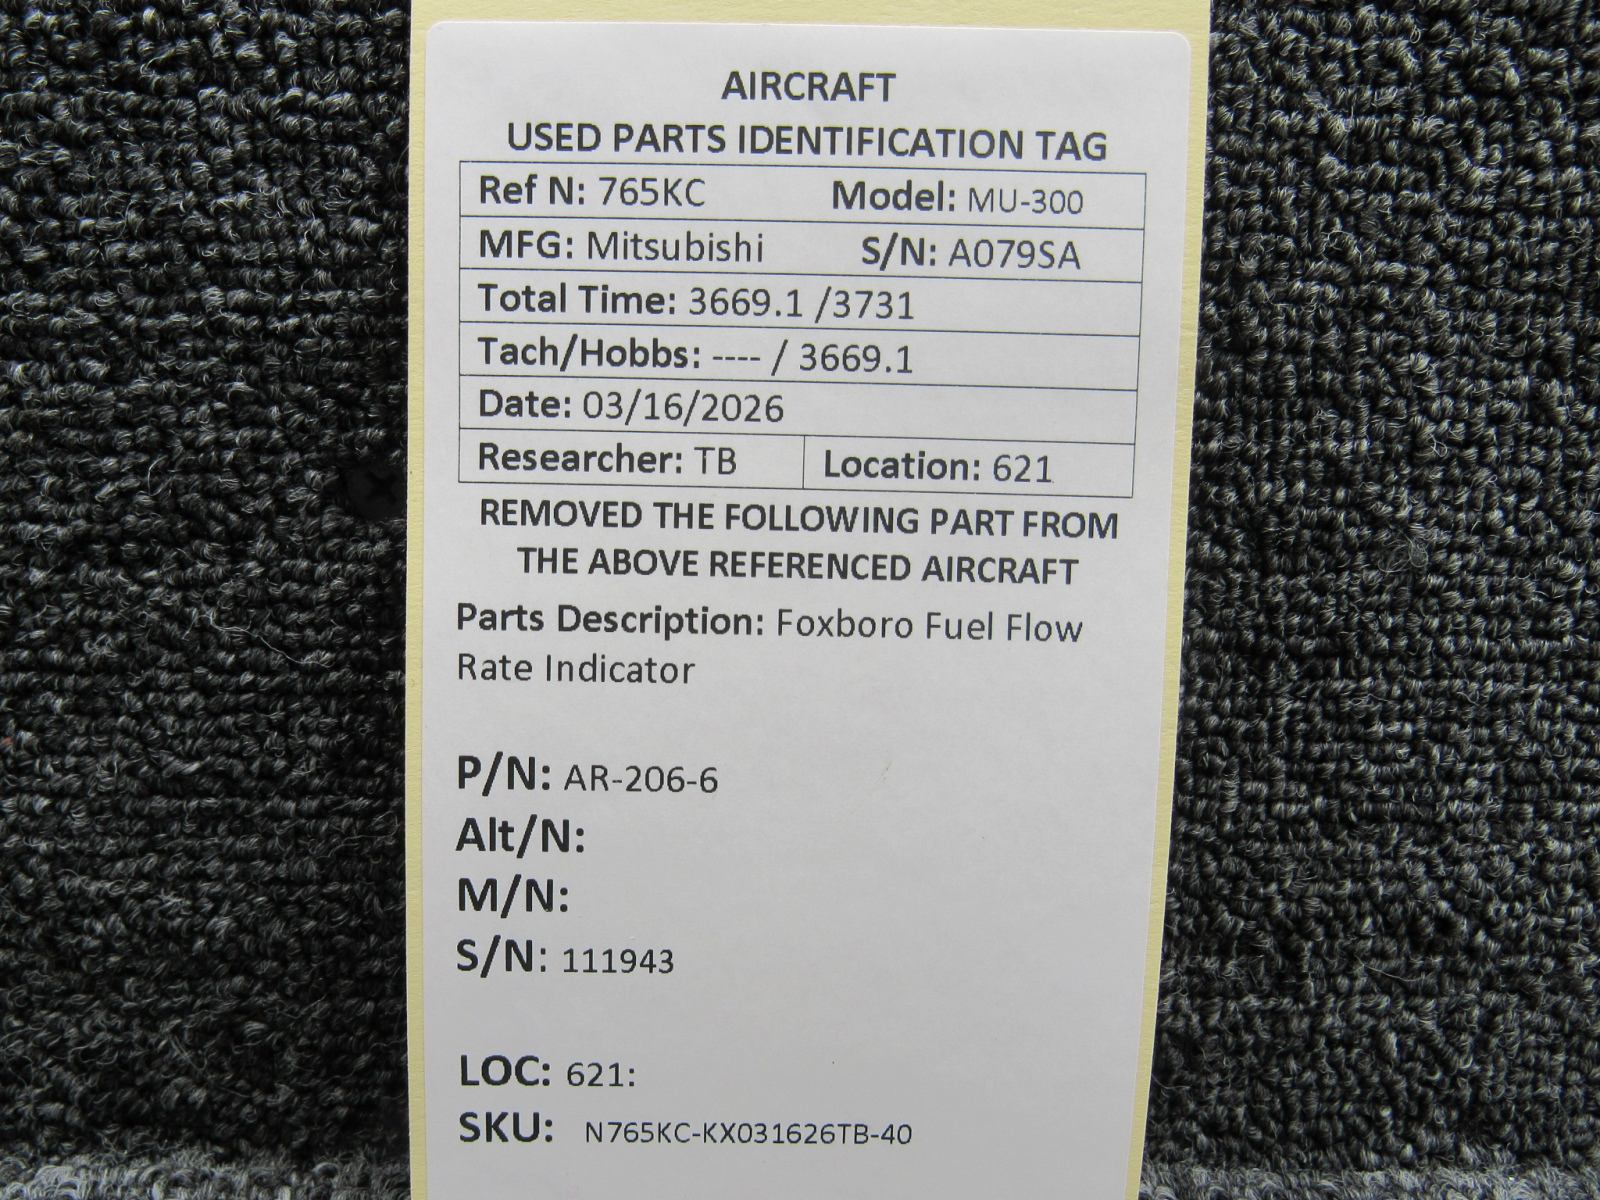 AIRCRAFT
USED PARTS IDENTIFICATION TAG
Ref N: 765KC Model: MU-300
MFG: Mitsubishi S/N: A079SA
Total Time: 3669.1 /3731
Tach/Hobbs: ---- / 3669.1
Date: 03/16/2026
Researcher: TB Location: 621
REMOVED THE FOLLOWING PART FROM
THE ABOVE REFERENCED AIRCRAFT
Parts Description: Foxboro Fuel Flow
Rate Indicator
P/N: AR-206-6
Alt/N:
M/N:
S/N: 111943
LOC: 621:
SKU: N765KC-KX031626TB-40